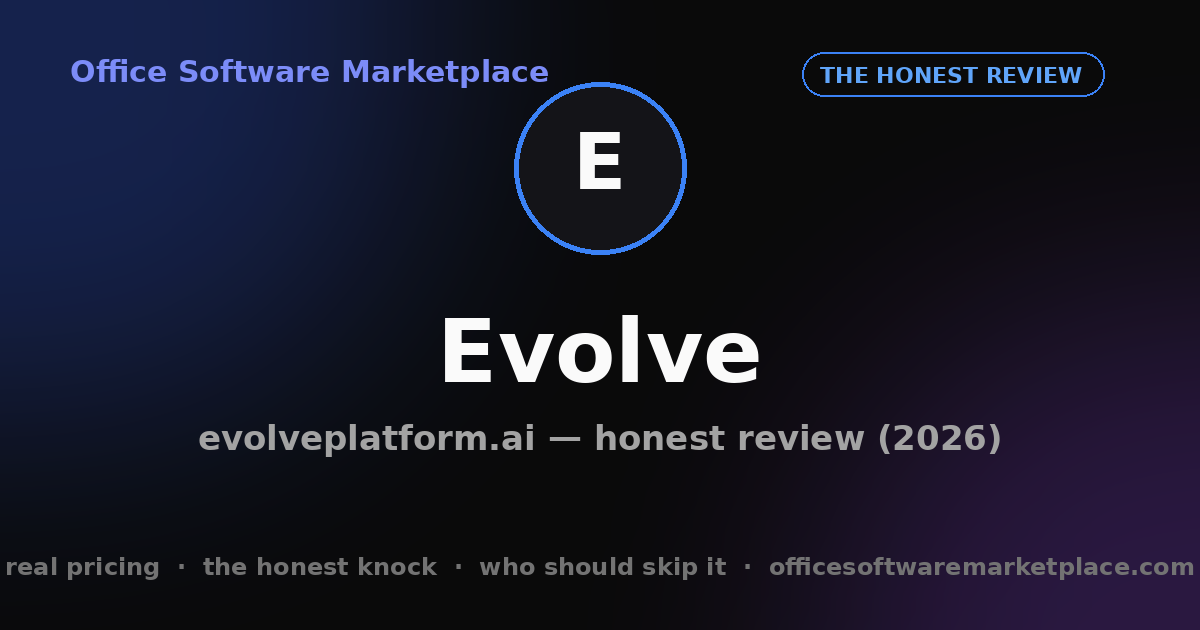 Office Software Marketplace
THE HONEST REVIEW
E
Evolve
evolveplatform.ai — honest review (2026)
real pricing · the honest knock · who should skip it · officesoftwaremarketplace.com